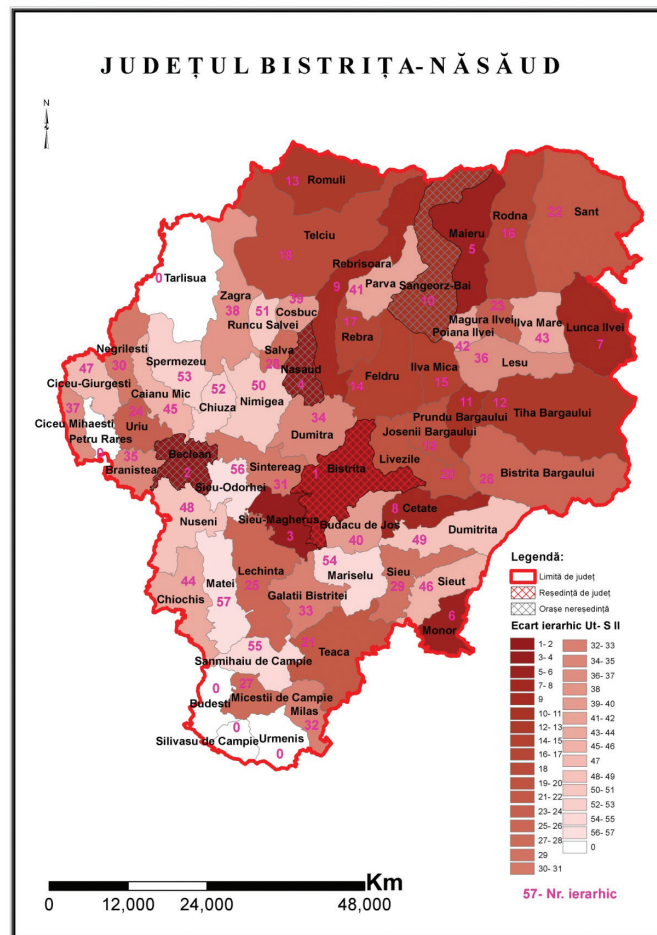 JUDEȚUL BISTRIȚA-NĂSĂUD
N
13 Romuli
Rodna
16
33 Sant
Maieru
5
Telciu
18
Rebrisoara
9
0
Tarlisua
Zagra
38
51
Runcu Salvei
39
Cosbuc
Parva
41
Sangeorz-Bai
10
23
Magura Ilvei
Poiana Ilvei
42
Ilva Mare
43
Lunca Ilvei
7
17
Rebra
Salva
28
Nasaud
4
36
Lesu
Negrilesti
30
Spermezeu
53
47
Ciceu-Giurgesti
Caianu Mic
45
52
Chiuza
50
Nimigea
14
Feldru
Ilva Mica
15
11
Prundu Bargaului
12
Tiha Bargaului
37
Ciceu Mihaesti
24
Uriu
Petru Rares
0
34
Dumitra
Josenii Bargaului
35
Branistea
Beclean
2
56
Sieu-Odorhei
Sintereag
31
1
Bistrita
Livezile
20
28
Bistrita Bargaului
48
Nuseni
Sieu-Magherus
3
8 Cetate
Budacu de Jos
40
Dumitrita
49
54
Mariselu
Sieu
29
46
Sieut
44
Chiochis
Matei
57
Lechinta
25
Galatii Bistritei
33
6
Monor
55
Sanmihaiu de Campie
21
Teaca
0
Budesti
27
Micestii de Campie
Milas
32
0
Silivasu de Campie
Urmenis
0
Legendă:
Limită de județ
Reședință de județ
Orașe nereședință
Ecart ierarhic Ut- S II
1- 2
3- 4
5- 6
7- 8
9
10- 11
12- 13
14- 15
16- 17
18
19- 20
21- 22
23- 24
25- 26
27- 28
29
30- 31
32- 33
34- 35
36- 37
38
39- 40
41- 42
43- 44
45- 46
47
48- 49
50- 51
52- 53
54- 55
56- 57
0
57- Nr. ierarhic
Km
0 12,000 24,000 48,000